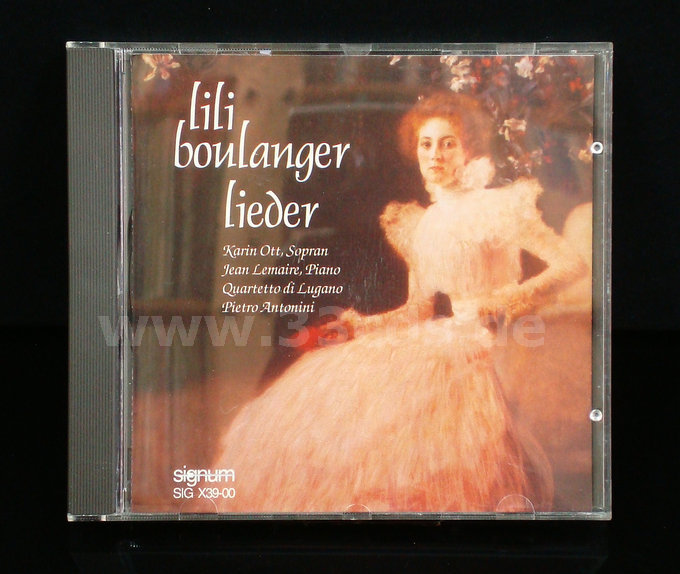 lili
boulanger
lieder
Karin Ott, Sopran
Jean Lemaire, Piano
Quartetto di Lugano
Pietro Antonini
signum
SIG X39-00